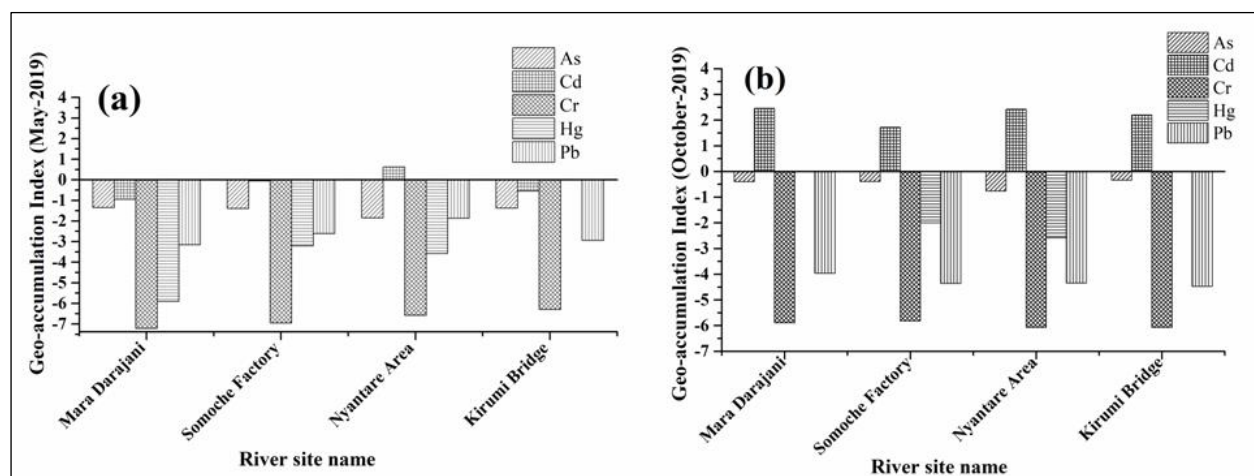 (a)
As
Cd
Cr
Hg
Pb
Geo-accumulation Index (May-2019)
4
3
2
1
0
-1
-2
-3
-4
-5
-6
-7
Mara Darajani
Somoche Factory
Nyantare Area
Kirumi Bridge
River site name
(b)
As
Cd
Cr
Hg
Pb
Geo-accumulation Index (October-2019)
4
3
2
1
0
-1
-2
-3
-4
-5
-6
-7
Mara Darajani
Somoche Factory
Nyantare Area
Kirumi Bridge
River site name